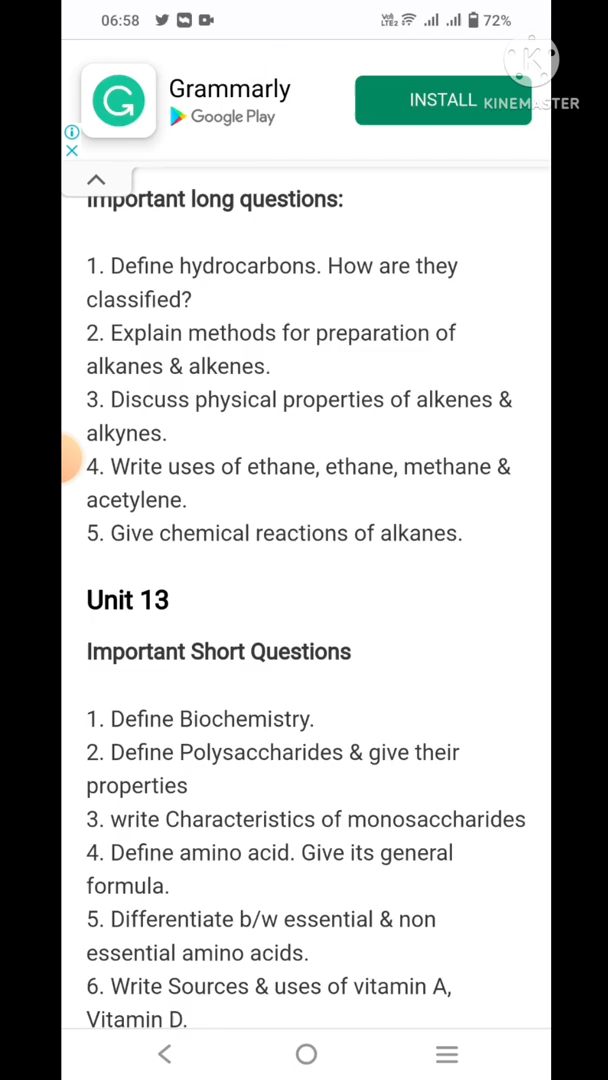 06:58
Vo) LTE2 72%
K
KINEMASTER
G
Grammarly
Google Play
INSTALL
Important long questions:
1. Define hydrocarbons. How are they
classified?
2. Explain methods for preparation of
alkanes & alkenes.
3. Discuss physical properties of alkenes &
alkynes.
4. Write uses of ethane, ethane, methane &
acetylene.
5. Give chemical reactions of alkanes.
Unit 13
Important Short Questions
1. Define Biochemistry.
2. Define Polysaccharides & give their
properties
3. write Characteristics of monosaccharides
4. Define amino acid. Give its general
formula.
5. Differentiate b/w essential & non
essential amino acids.
6. Write Sources & uses of vitamin A,
Vitamin D.